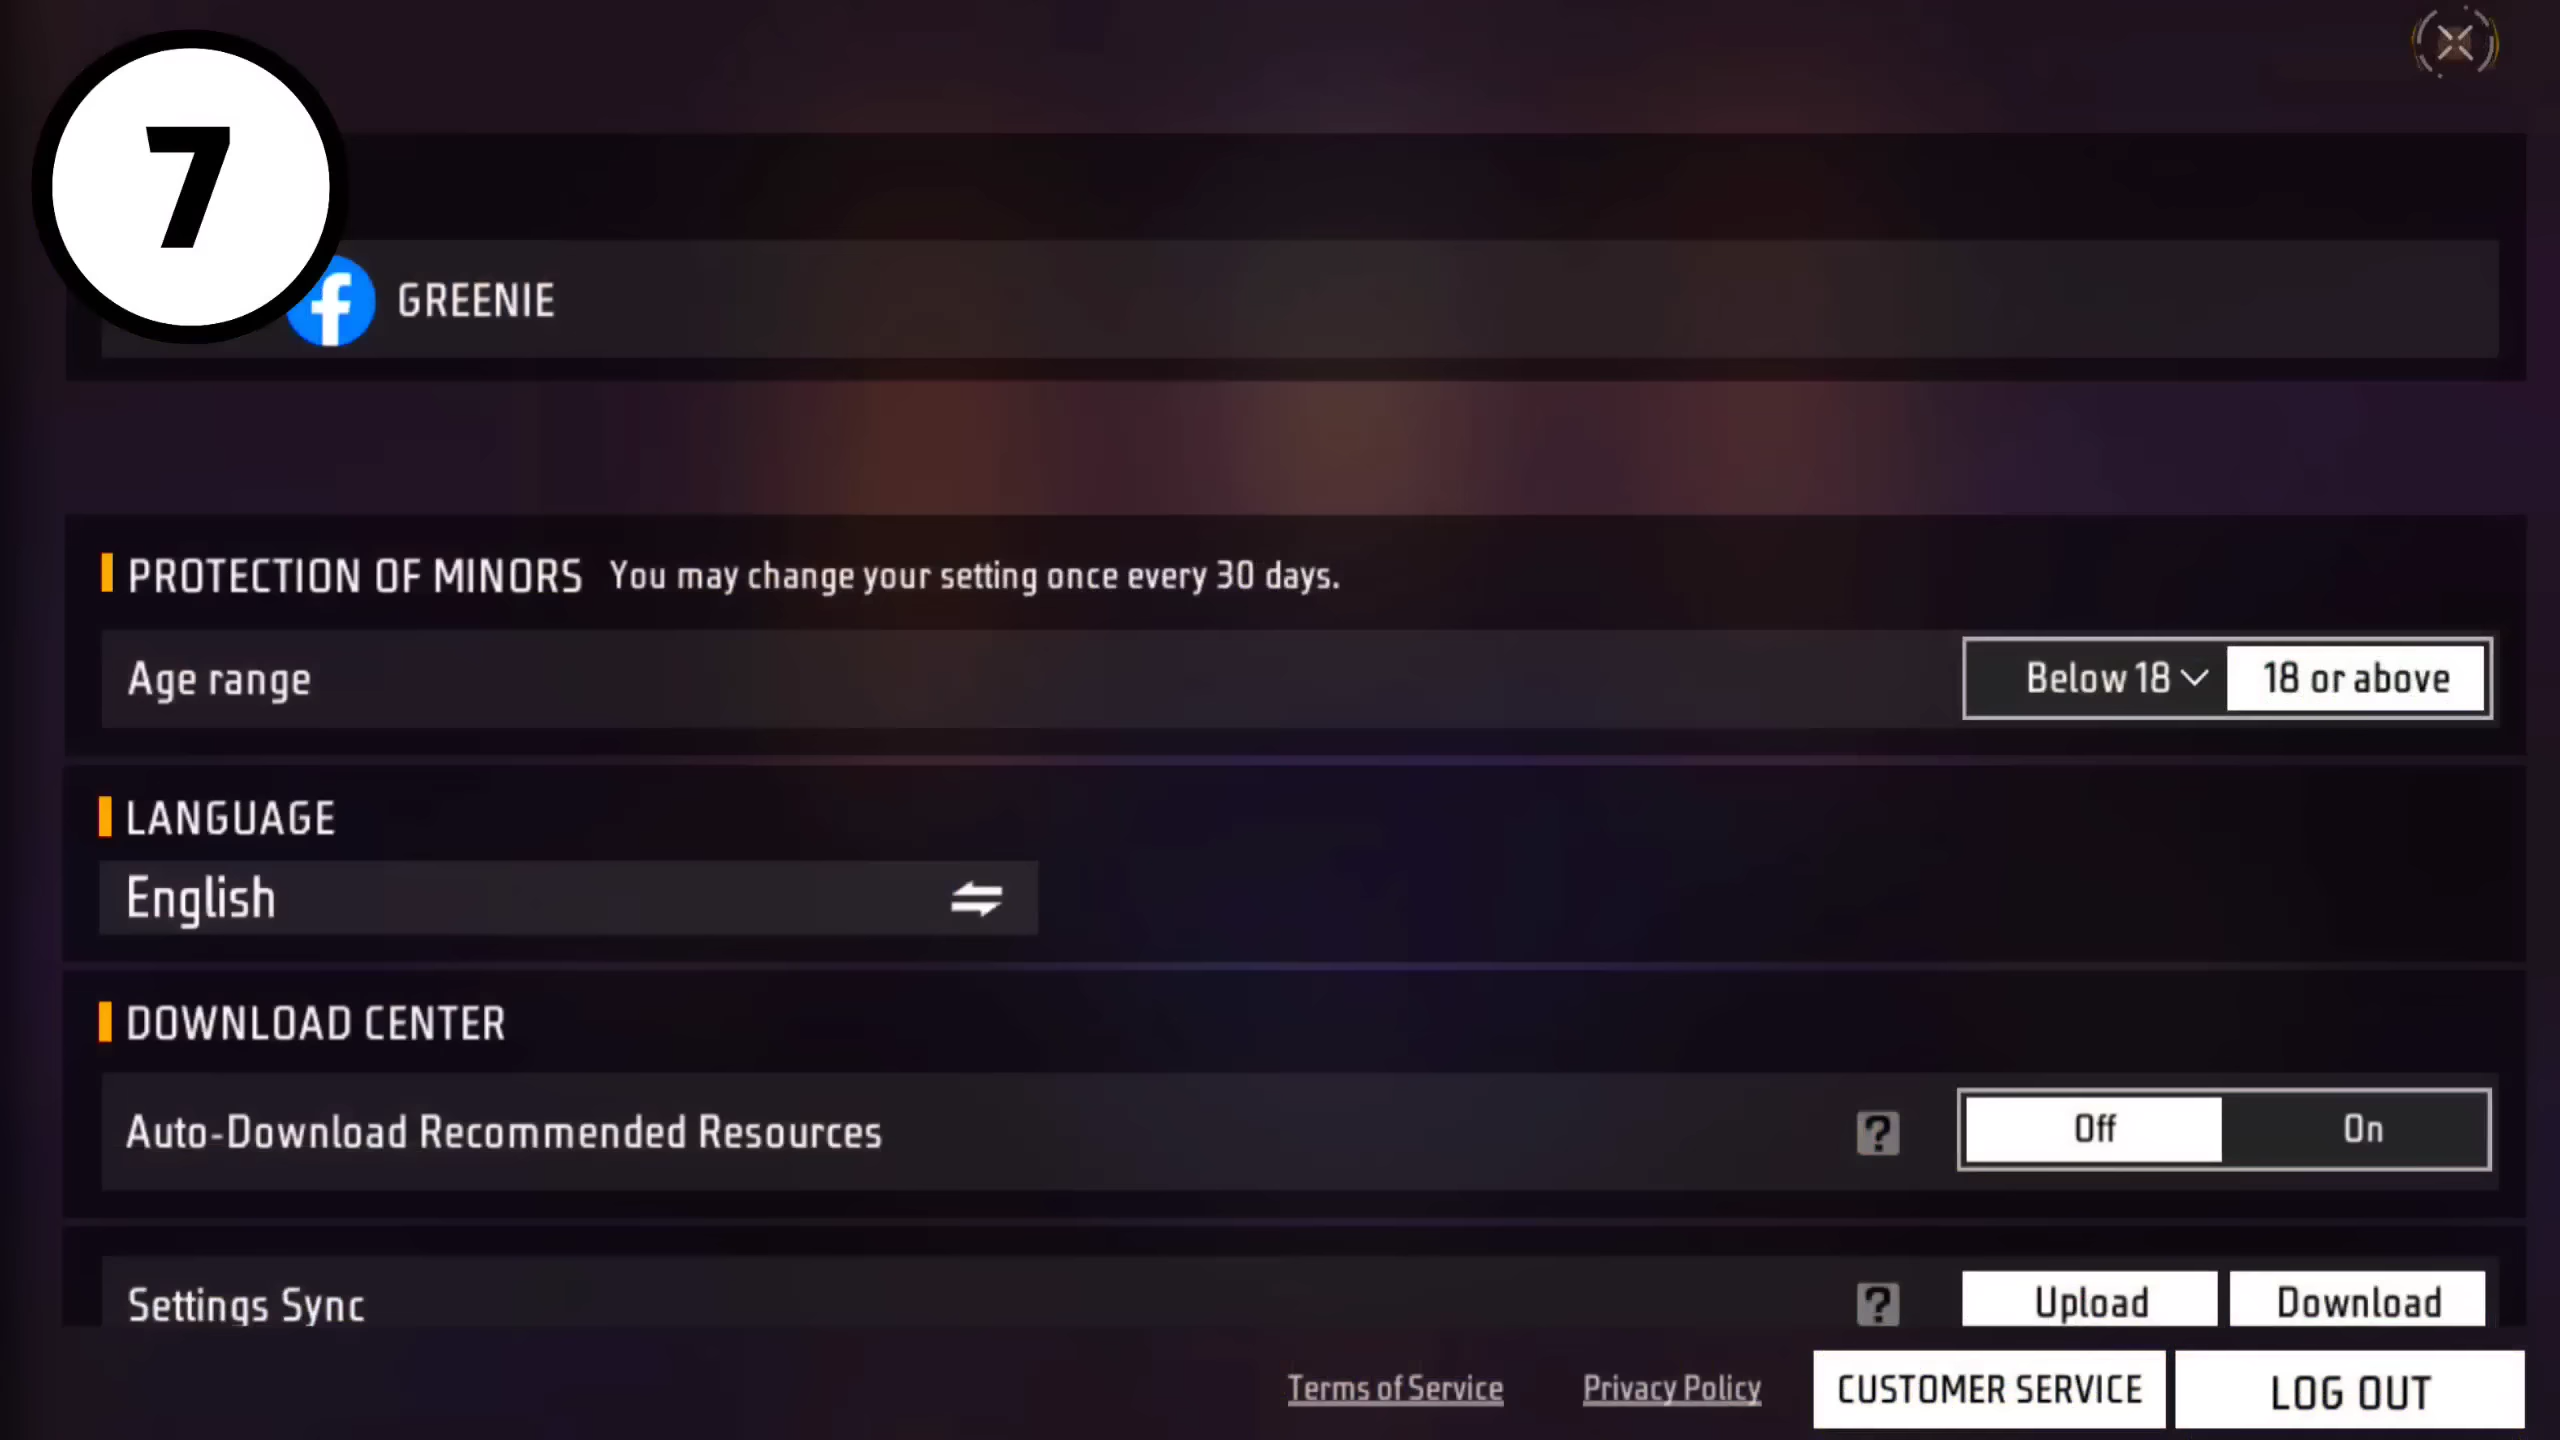 7
GREENIE
PROTECTION OF MINORS You may change your setting once every 30 days.
Age range Below 18 18 or above
LANGUAGE
English
DOWNLOAD CENTER
Auto-Download Recommended Resources ? Off On
Settings Sync ? Upload Download
Terms of Service Privacy Policy CUSTOMER SERVICE LOG OUT